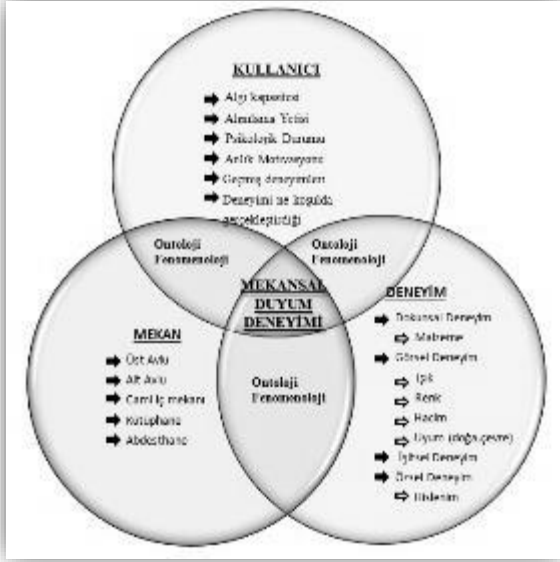 KULLANICI
Algı kapasitesi
Algılama Yetisi
Psikolojik Durumu
Anlık Motivasyonu
Geçmiş deneyimleri
Deneyimi ne koşulda
gerçekleştirdiği
Ontoloji
Fenomenoloji
Ontoloji
Fenomenoloji
MEKANSAL
DUYUM
DENEYİMİ
MEKAN
Üst Avlu
Alt Avlu
Cami iç mekanı
Kütüphane
Abdesthane
Ontoloji
Fenomenoloji
DENEYİM
Dokunsal Deneyim
Malzeme
Görsel Deneyim
Işık
Renk
Hacim
Uyum (doğa,çevre)
İşitsel Deneyim
Deneyim